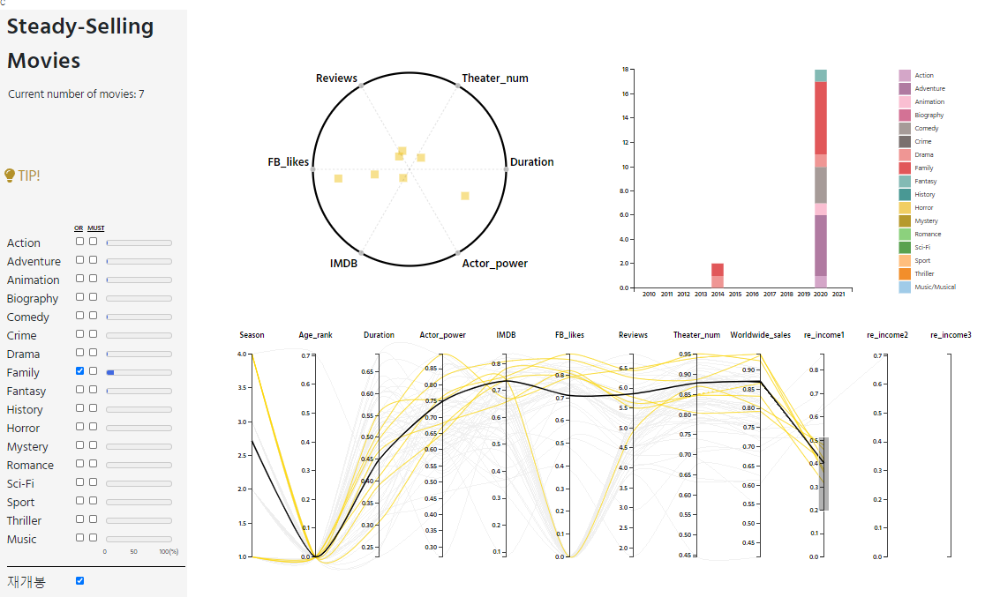 c
Steady-Selling
Movies
Current number of movies: 7
TIP!
OR MUST
Action
Adventure
Animation
Biography
Comedy
Crime
Drama
Family
Fantasy
History
Horror
Mystery
Romance
Sci-Fi
Sport
Thriller
Music
0 50 100(%)
재개봉
Reviews
Theater_num
FB_likes
Duration
IMDB
Actor_power
18
16
14
12
10
8.0
6.0
4.0
2.0
0.0
2010 2011 2012 2013 2014 2015 2016 2017 2018 2019 2020 2021
Action
Adventure
Animation
Biography
Comedy
Crime
Drama
Family
Fantasy
History
Horror
Mystery
Romance
Sci-Fi
Sport
Thriller
Music/Musical
Season Age_rank Duration Actor_power IMDB FB_likes Reviews Theater_num Worldwide_sales re_income1 re_income2 re_income3
4.0
3.5
3.0
2.5
2.0
1.5
1.0
0.7
0.6
0.5
0.4
0.3
0.2
0.1
0.0
0.65
0.60
0.55
0.50
0.45
0.40
0.35
0.30
0.25
0.85
0.80
0.75
0.70
0.65
0.60
0.55
0.50
0.45
0.40
0.35
0.30
0.8
0.7
0.6
0.5
0.4
0.3
0.2
0.1
0.8
0.7
0.6
0.5
0.4
0.3
0.2
0.1
0.0
6.5
6.0
5.5
5.0
4.5
4.0
3.5
3.0
2.5
2.0
0.95
0.90
0.85
0.80
0.75
0.70
0.65
0.60
0.55
0.50
0.45
0.95
0.90
0.85
0.80
0.75
0.70
0.65
0.60
0.55
0.50
0.45
0.8
0.7
0.6
0.5
0.4
0.3
0.2
0.1
0.0
0.7
0.6
0.5
0.4
0.3
0.2
0.1
0.0